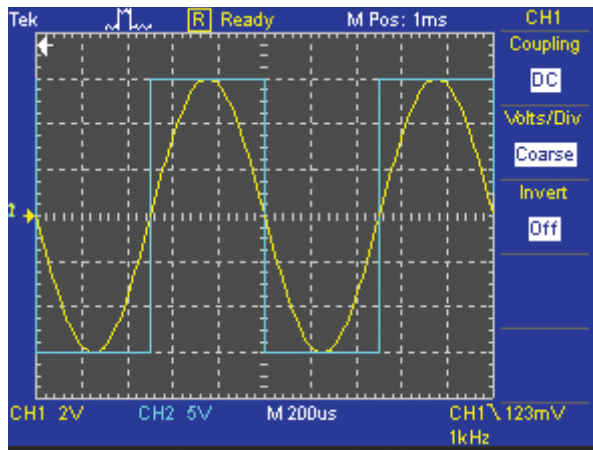 Tek R Ready M Pos: 1ms CH1
Coupling
DC
Volts/Div
Coarse
Invert
Off
2
CH1 2V CH2 5V M 200us CH1 123mV
1kHz